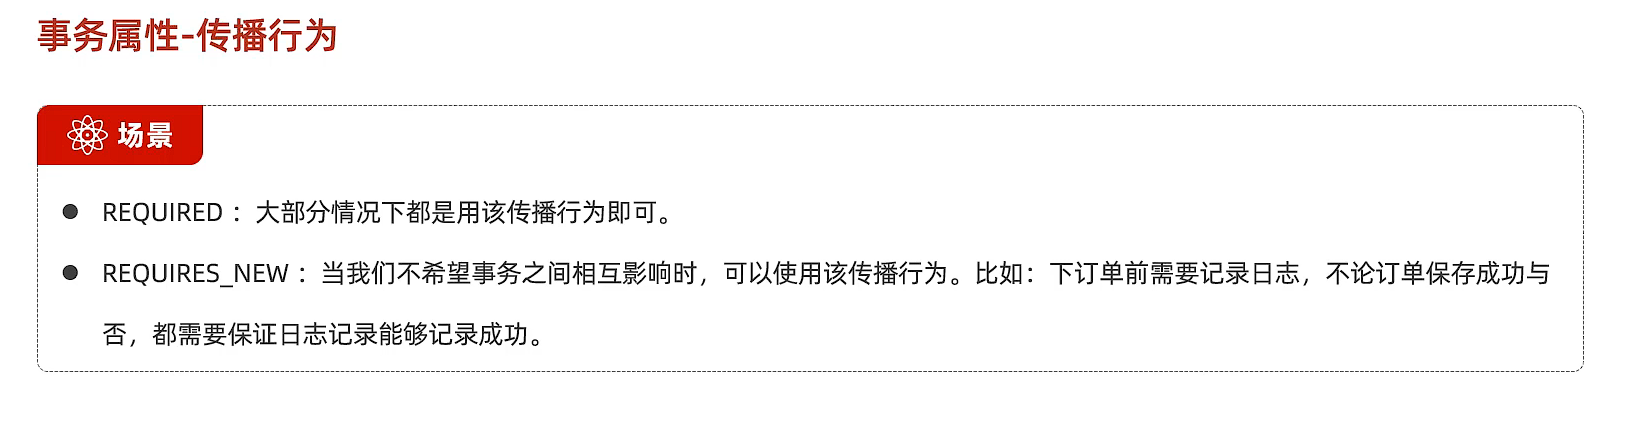 事务属性-传播行为
场景
● REQUIRED ：大部分情况下都是用该传播行为即可。
● REQUIRES_NEW ：当我们不希望事务之间相互影响时，可以使用该传播行为。比如：下订单前需要记录日志，不论订单保存成功与
否，都需要保证日志记录能够记录成功。